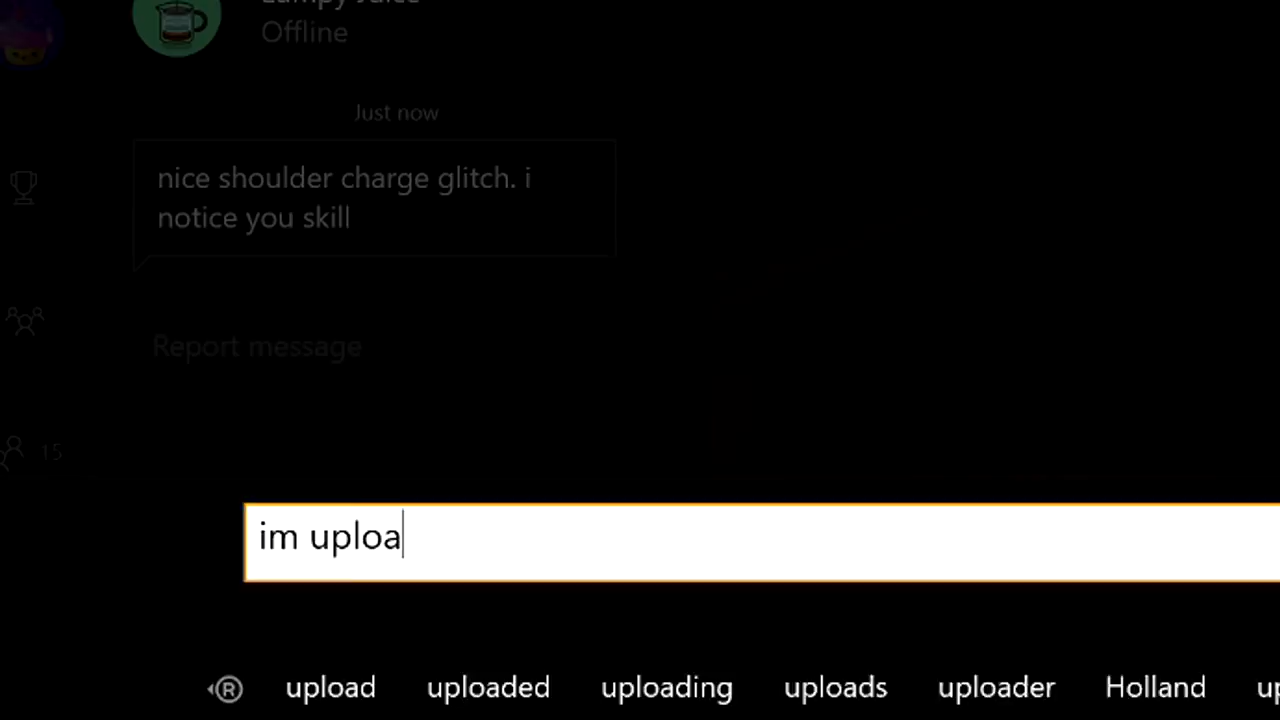 Offline
Just now
nice shoulder charge glitch. i
notice you skill
Report message
15
im uploa
R upload uploaded uploading uploads uploader Holland